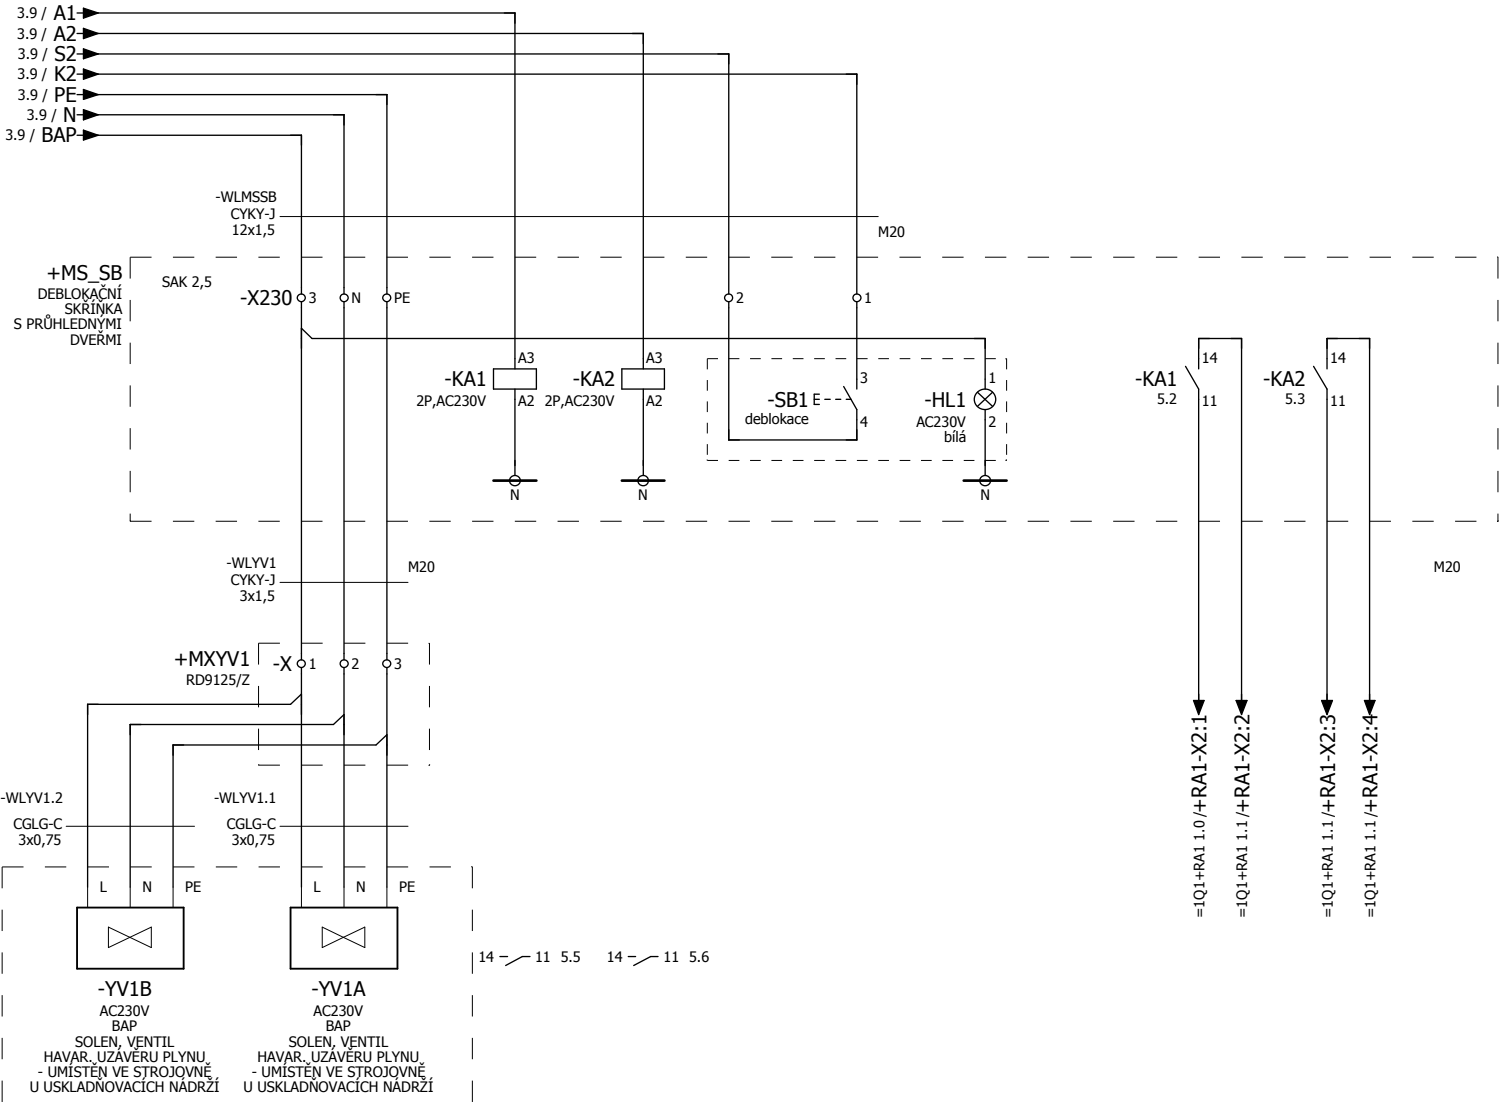 3.9 / A1
3.9 / A2
3.9 / S2
3.9 / K2
3.9 / PE
3.9 / N
3.9 / BAP
-WLMSSB
CYKY-J
12x1,5
M20
+MS_SB
DEBLOKAČNÍ
SKŘÍŇKA
S PRŮHLEDNÝMI
DVEŘMI
SAK 2,5
-X230 3 N PE 2 1
A3
-KA1
2P,AC230V
A2
N
A3
-KA2
2P,AC230V
A2
N
3
-SB1 E
deblokace
4
1
-HL1
AC230V
bílá
2
N
14
-KA1
5.2
11
14
-KA2
5.3
11
-WLYV1
CYKY-J
3x1,5
M20
M20
+MXYV1
RD9125/Z
-X 1 2 3
=1Q1+RA1 1.0 /+RA1-X2:1
=1Q1+RA1 1.1 /+RA1-X2:2
=1Q1+RA1 1.1 /+RA1-X2:3
=1Q1+RA1 1.1 /+RA1-X2:4
-WLYV1.2
CGLG-C
3x0,75
-WLYV1.1
CGLG-C
3x0,75
L N PE
L N PE
14 11 5.5
14 11 5.6
-YV1B
AC230V
BAP
SOLEN, VENTIL
HAVAR. UZÁVĚRU PLYNU
- UMÍSTĚN VE STROJOVNĚ
U USKLADŇOVACÍCH NÁDRŽÍ
-YV1A
AC230V
BAP
SOLEN, VENTIL
HAVAR. UZÁVĚRU PLYNU
- UMÍSTĚN VE STROJOVNĚ
U USKLADŇOVACÍCH NÁDRŽÍ